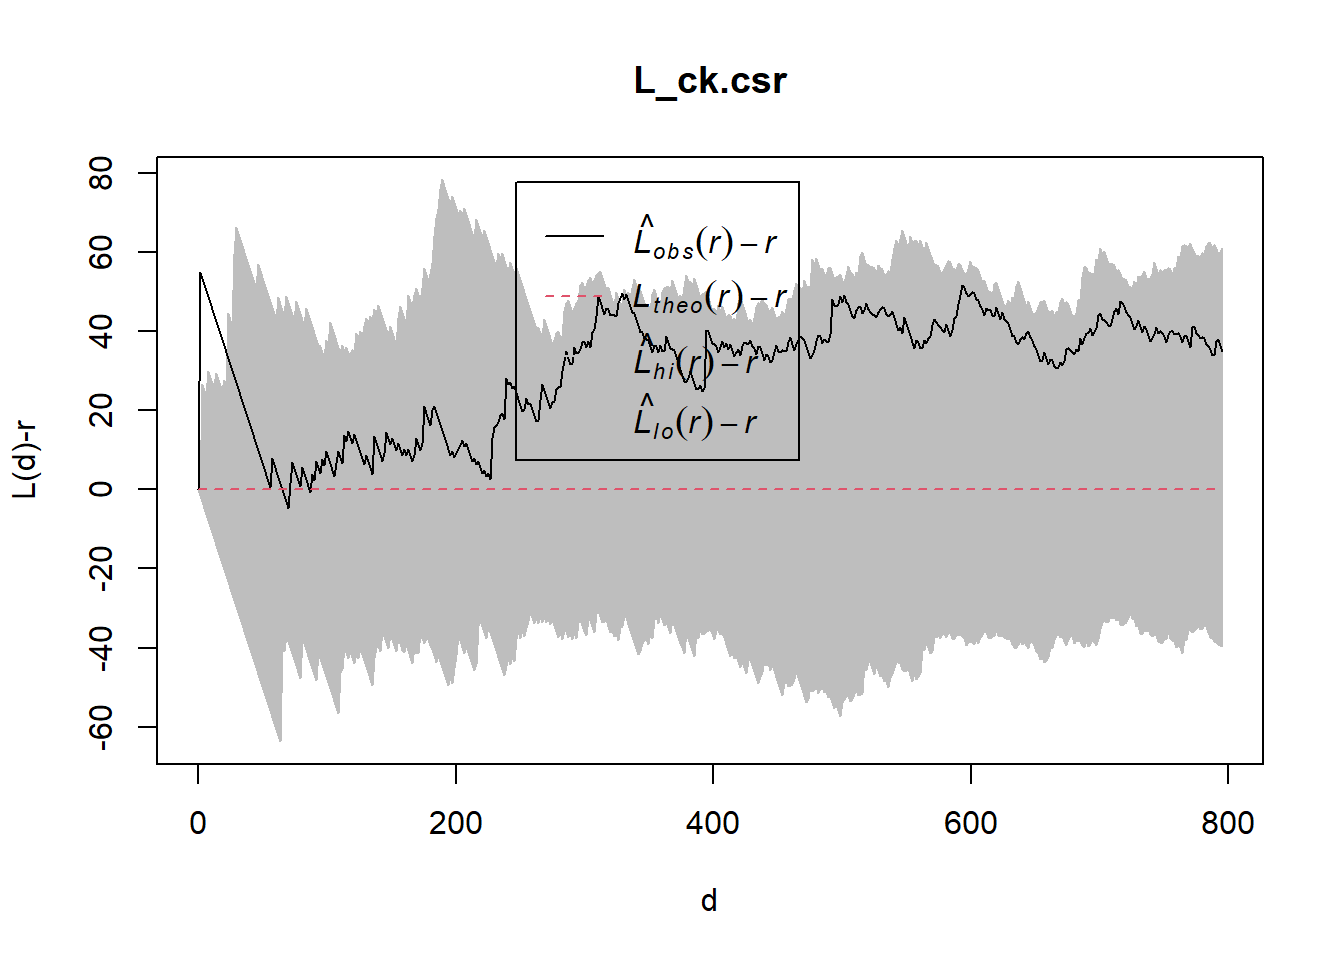 L_ck.csr
L(d)-r
80
60
40
20
0
-20
-40
-60
L̂obs(r) − r
Ltheo(r) − r
L̂hi(r) − r
L̂lo(r) − r
0 200 400 600 800
d